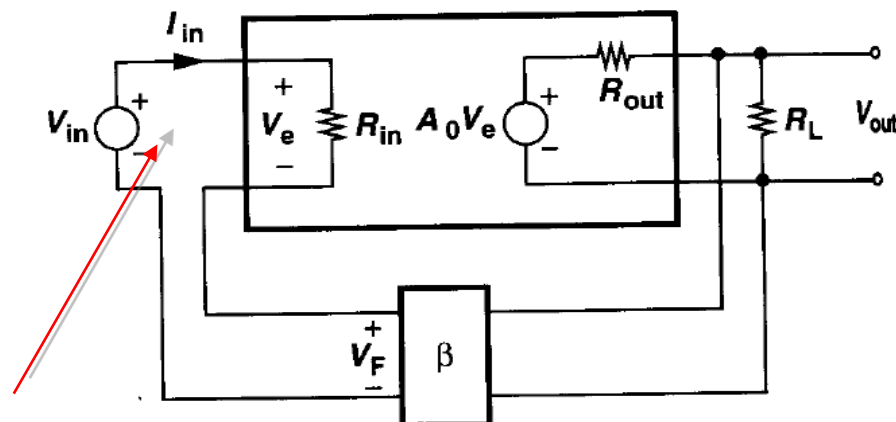 I in
+
+
+
V in
V e
R in
A 0 V e
R out
R L
V out
−
−
−
+
V F
β
−